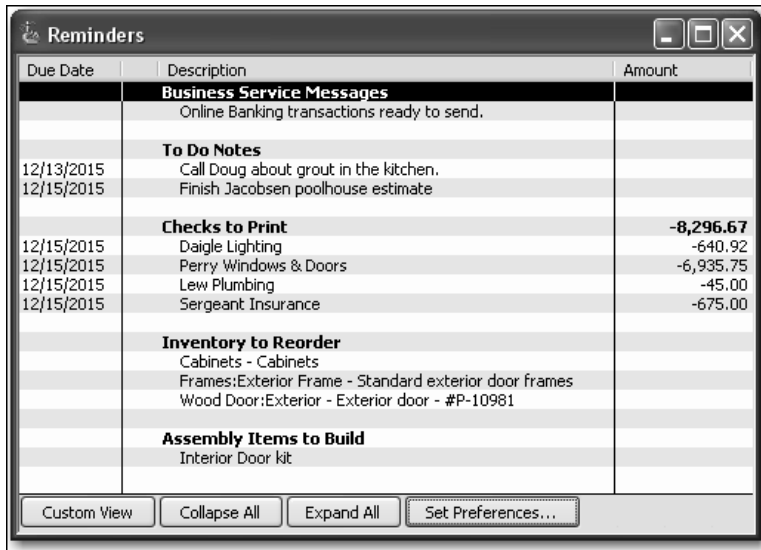 Reminders
Due Date Description Amount
Business Service Messages
Online Banking transactions ready to send.
To Do Notes
12/13/2015 Call Doug about grout in the kitchen.
12/15/2015 Finish Jacobsen poolhouse estimate
Checks to Print -8,296.67
12/15/2015 Daigle Lighting -640.92
12/15/2015 Perry Windows & Doors -6,935.75
12/15/2015 Lew Plumbing -45.00
12/15/2015 Sergeant Insurance -675.00
Inventory to Reorder
Cabinets - Cabinets
Frames:Exterior Frame - Standard exterior door frames
Wood Door:Exterior - Exterior door - #P-10981
Assembly Items to Build
Interior Door kit
Custom View Collapse All Expand All Set Preferences...